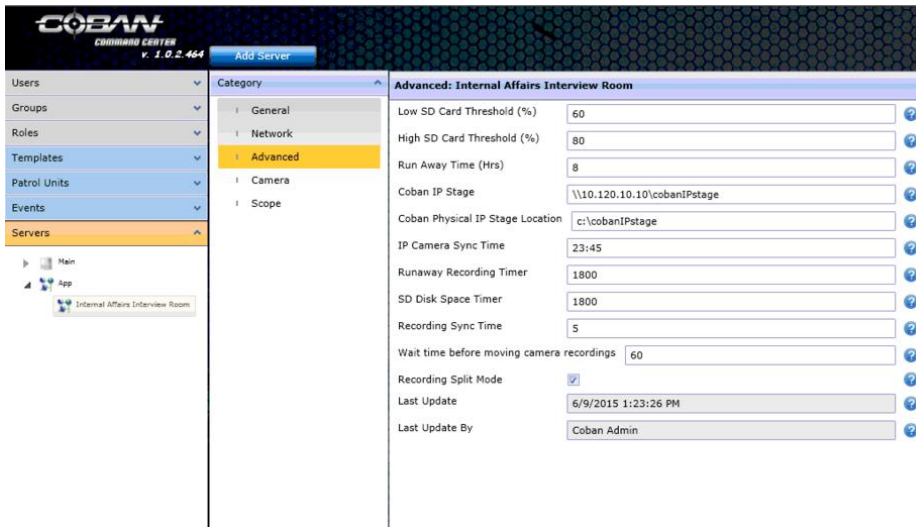 COBAN
COMMAND CENTER
v. 1.0.2.464
Add Server
Users
Groups
Roles
Templates
Patrol Units
Events
Servers
Main
App
Internal Affairs Interview Room
Category
General
Network
Advanced
Camera
Scope
Advanced: Internal Affairs Interview Room
Low SD Card Threshold (%) 60
High SD Card Threshold (%) 80
Run Away Time (Hrs) 8
Coban IP Stage \\10.120.10.10\cobanIPstage
Coban Physical IP Stage Location c:\cobanIPstage
IP Camera Sync Time 23:45
Runaway Recording Timer 1800
SD Disk Space Timer 1800
Recording Sync Time 5
Wait time before moving camera recordings 60
Recording Split Mode
Last Update 6/9/2015 1:23:26 PM
Last Update By Coban Admin